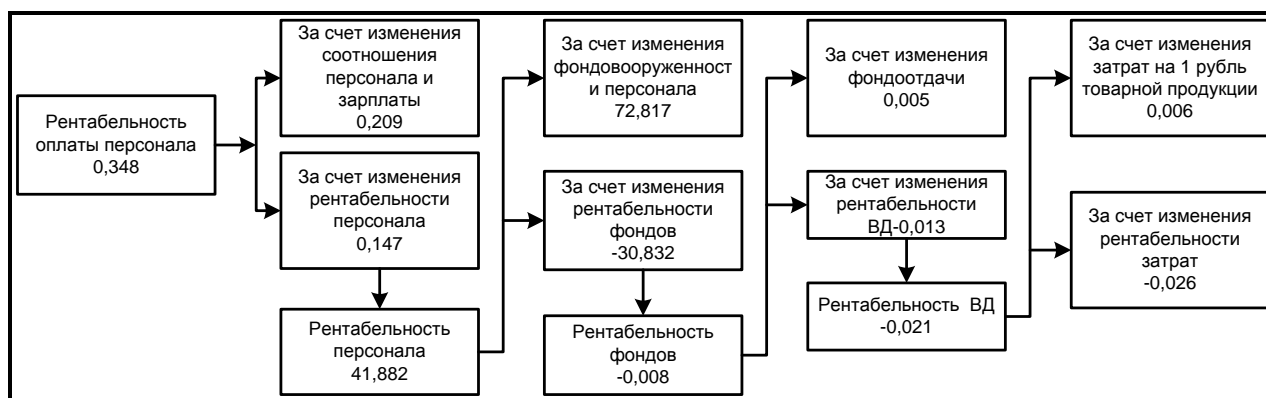 Рентабельность
оплаты персонала
0,348
За счет изменения
соотношения
персонала и
зарплаты
0,209
За счет изменения
рентабельности
персонала
0,147
Рентабельность
персонала
41,882
За счет изменения
фондовооруженност
и персонала
72,817
За счет изменения
рентабельности
фондов
-30,832
Рентабельность
фондов
-0,008
За счет изменения
фондоотдачи
0,005
За счет изменения
рентабельности
ВД-0,013
Рентабельность ВД
-0,021
За счет изменения
затрат на 1 рубль
товарной продукции
0,006
За счет изменения
рентабельности
затрат
-0,026